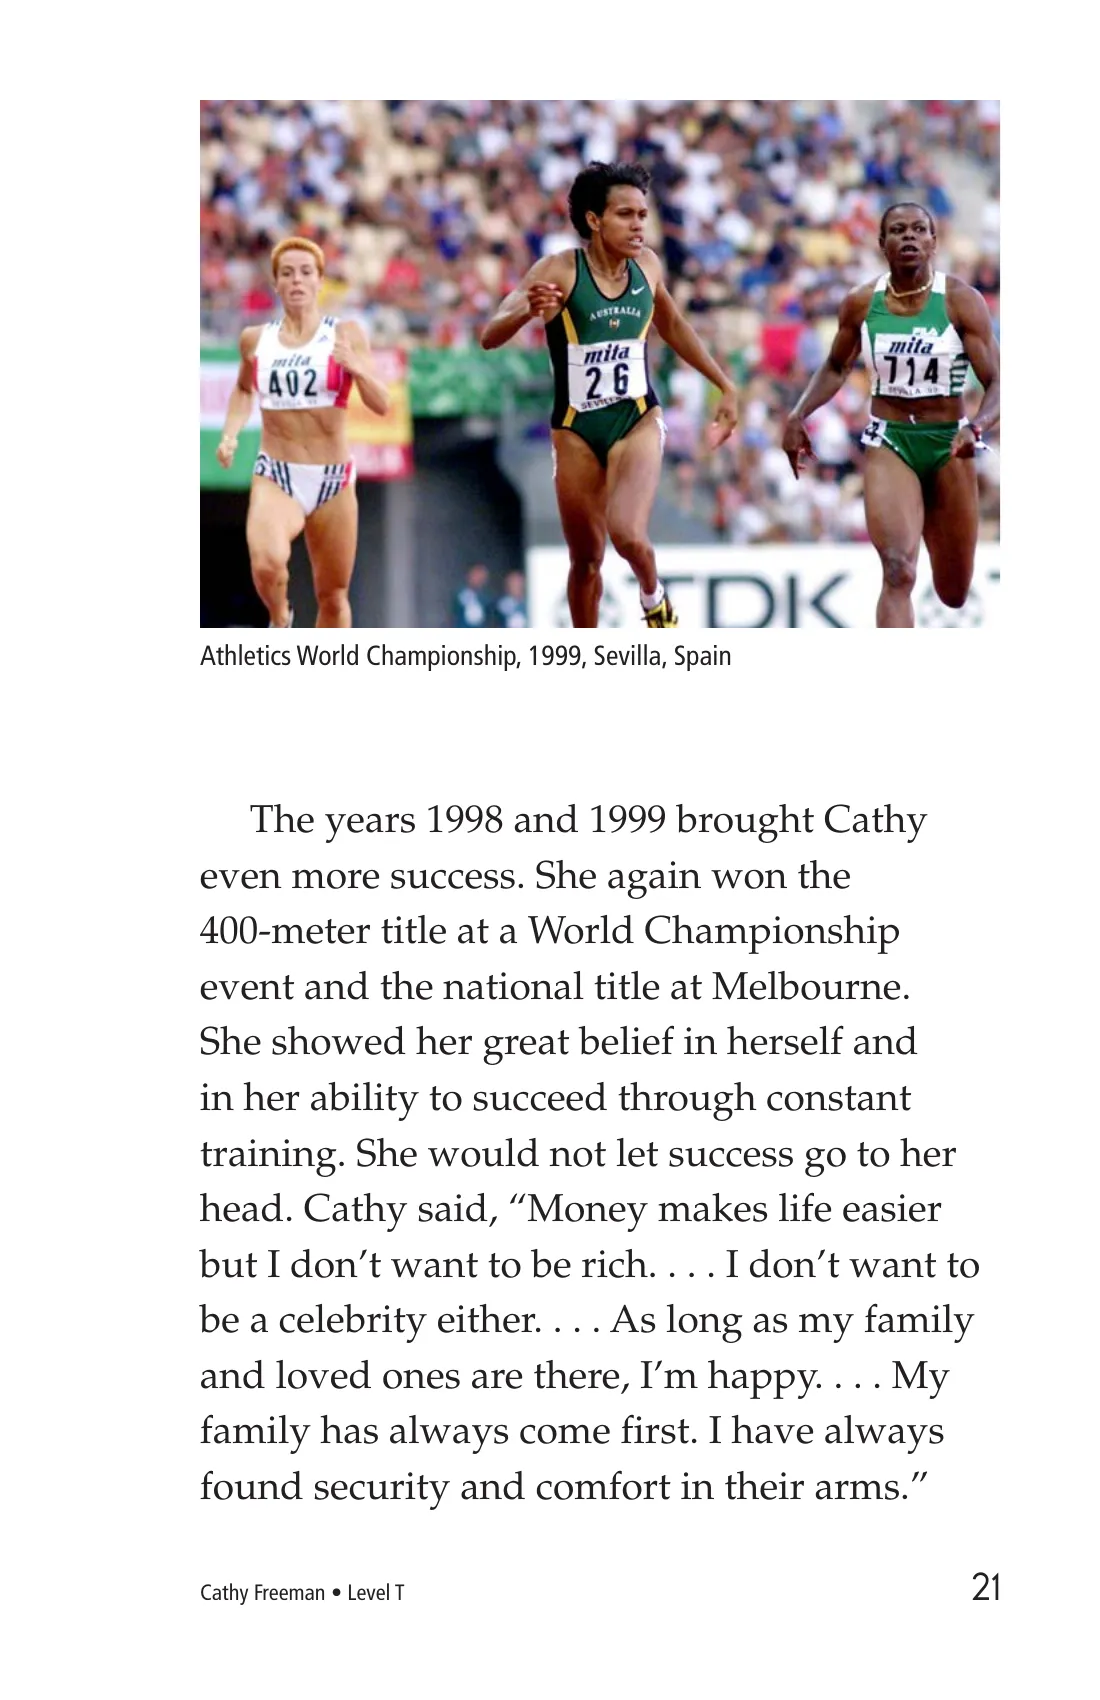 mita
402
SEVILLA '99
AUSTRALIA
mita
26
SEVILL
FILA
mita
714
SEVILLA '99
TDK
Athletics World Championship, 1999, Sevilla, Spain
The years 1998 and 1999 brought Cathy
even more success. She again won the
400-meter title at a World Championship
event and the national title at Melbourne.
She showed her great belief in herself and
in her ability to succeed through constant
training. She would not let success go to her
head. Cathy said, “Money makes life easier
but I don’t want to be rich. . . . I don’t want to
be a celebrity either. . . . As long as my family
and loved ones are there, I’m happy. . . . My
family has always come first. I have always
found security and comfort in their arms.”
Cathy Freeman • Level T
21